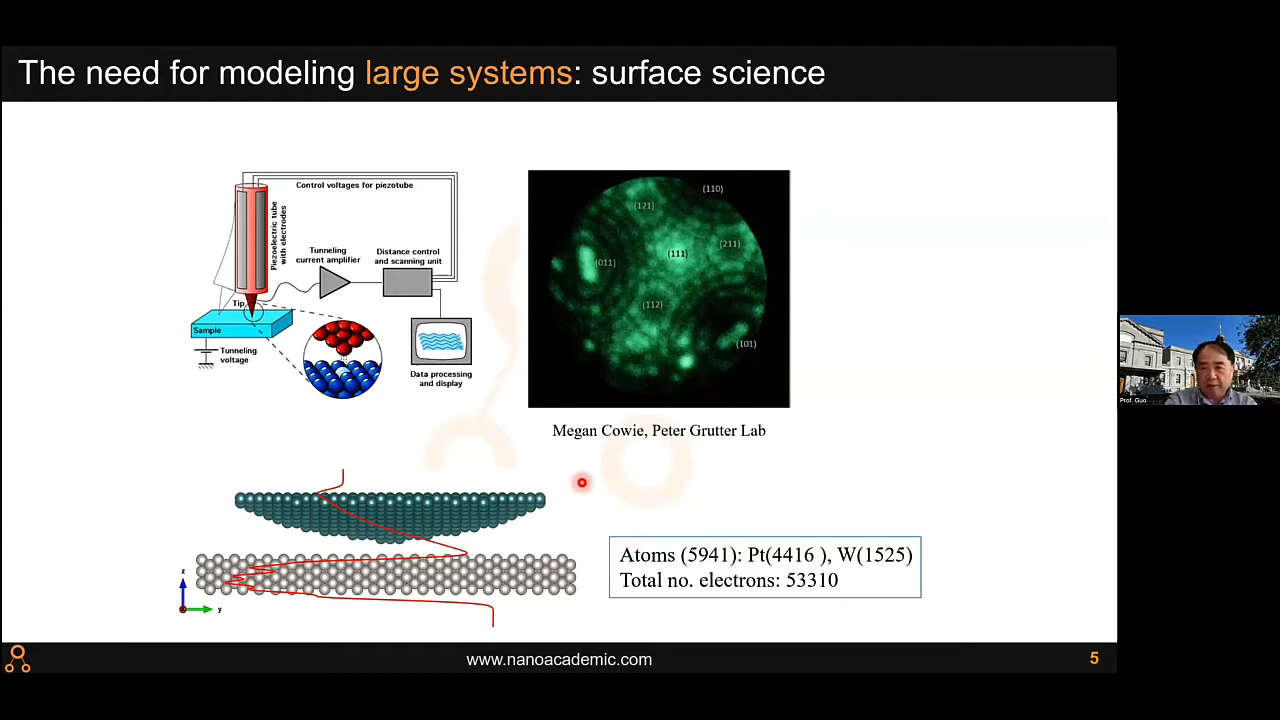 The need for modeling large systems: surface science
Control voltages for piezotube
Piezoelectric tube
with electrodes
Tunneling
current amplifier
Distance control
and scanning unit
Tip
Sample
Tunneling
voltage
Data processing
and display
(110)
(121)
(211)
(111)
(011)
(112)
(101)
Megan Cowie, Peter Grutter Lab
z
y
Atoms (5941): Pt(4416 ), W(1525)
Total no. electrons: 53310
www.nanoacademic.com
5
Prof. Guo